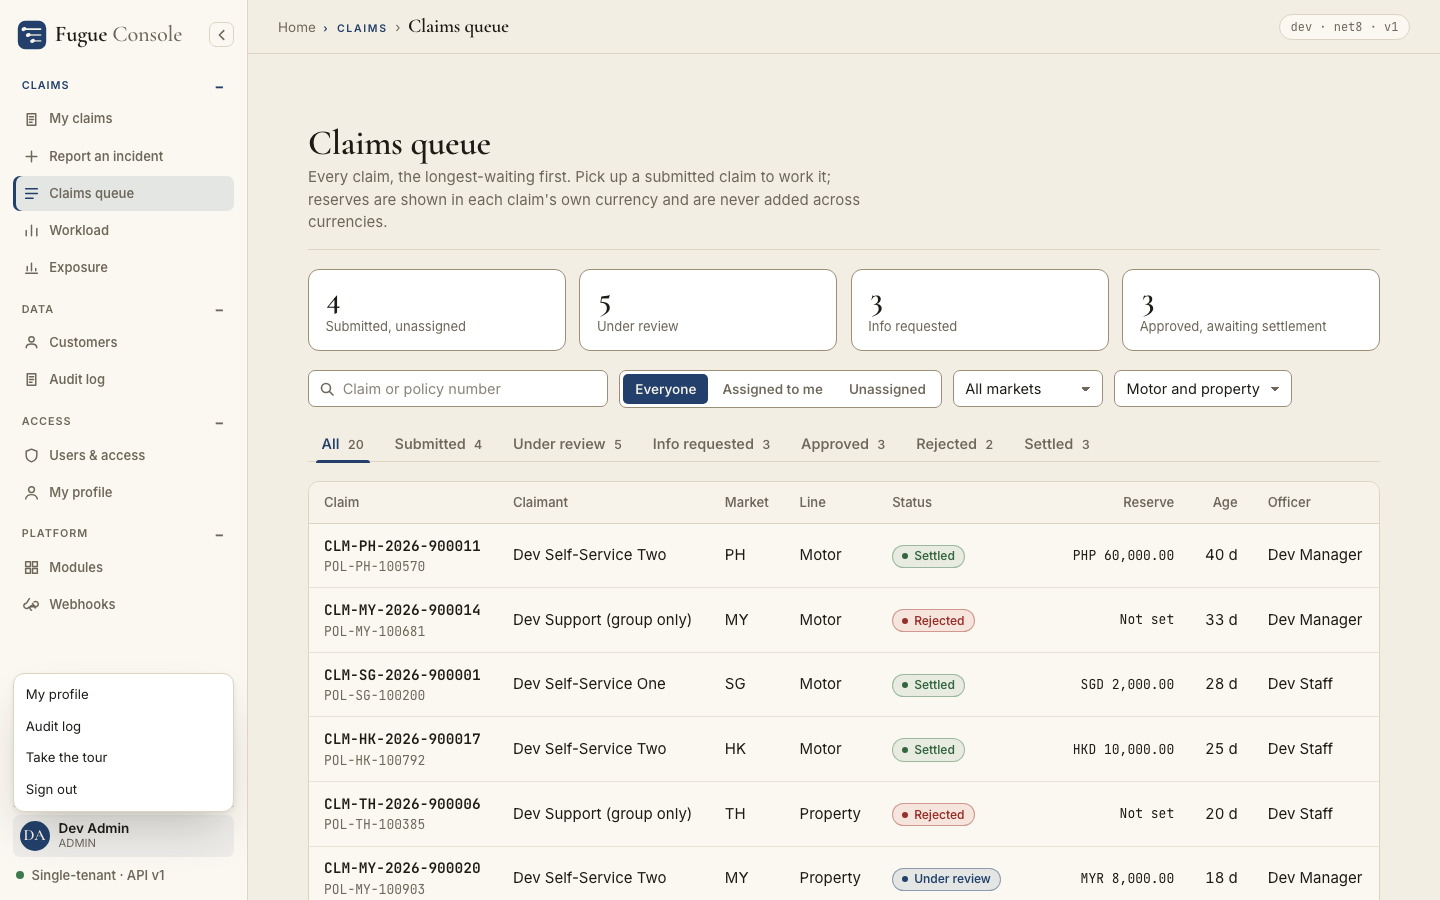 Fugue Console
CLAIMS
My claims
Report an incident
Claims queue
Workload
Exposure
DATA
Customers
Audit log
ACCESS
Users & access
My profile
PLATFORM
Modules
Webhooks
My profile
Audit log
Take the tour
Sign out
DA
Dev Admin
ADMIN
Single-tenant · API v1
Home › CLAIMS › Claims queue
dev · net8 · v1
Claims queue
Every claim, the longest-waiting first. Pick up a submitted claim to work it;
reserves are shown in each claim's own currency and are never added across
currencies.
4
Submitted, unassigned
5
Under review
3
Info requested
3
Approved, awaiting settlement
Claim or policy number
Everyone Assigned to me Unassigned
All markets
Motor and property
All 20 Submitted 4 Under review 5 Info requested 3 Approved 3 Rejected 2 Settled 3
Claim Claimant Market Line Status Reserve Age Officer
CLM-PH-2026-900011 Dev Self-Service Two PH Motor Settled PHP 60,000.00 40 d Dev Manager
POL-PH-100570
CLM-MY-2026-900014 Dev Support (group only) MY Motor Rejected Not set 33 d Dev Manager
POL-MY-100681
CLM-SG-2026-900001 Dev Self-Service One SG Motor Settled SGD 2,000.00 28 d Dev Staff
POL-SG-100200
CLM-HK-2026-900017 Dev Self-Service Two HK Motor Settled HKD 10,000.00 25 d Dev Staff
POL-HK-100792
CLM-TH-2026-900006 Dev Support (group only) TH Property Rejected Not set 20 d Dev Staff
POL-TH-100385
CLM-MY-2026-900020 Dev Self-Service Two MY Property Under review MYR 8,000.00 18 d Dev Manager
POL-MY-100903